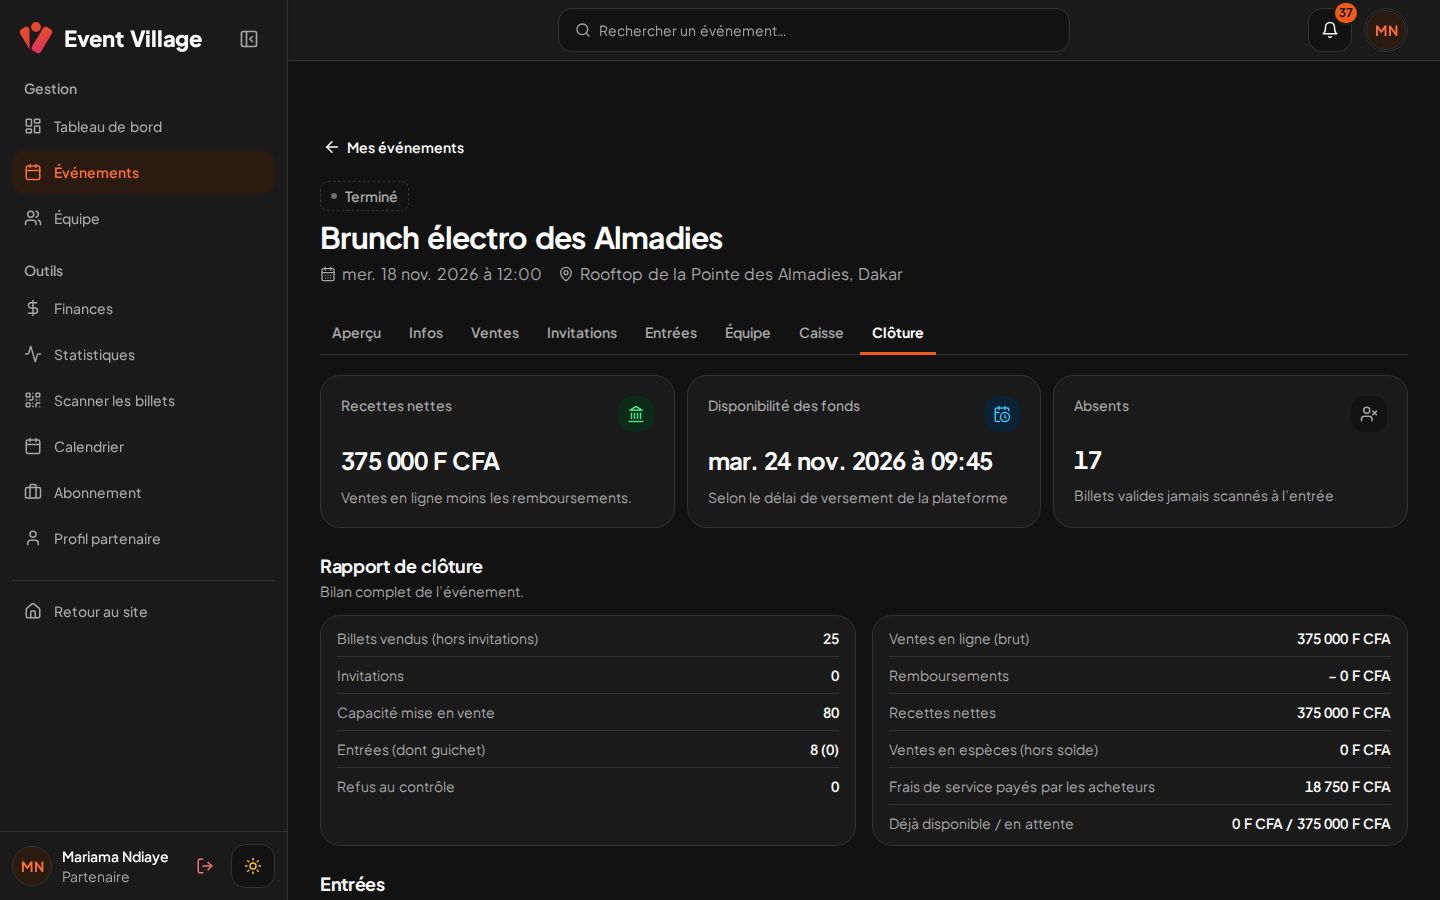 Event Village
Gestion
Tableau de bord
Événements
Équipe
Outils
Finances
Statistiques
Scanner les billets
Calendrier
Abonnement
Profil partenaire
Retour au site
MN
Mariama Ndiaye
Partenaire
Rechercher un événement...
37
MN
Mes événements
Terminé
Brunch électro des Almadies
mer. 18 nov. 2026 à 12:00 Rooftop de la Pointe des Almadies, Dakar
Aperçu Infos Ventes Invitations Entrées Équipe Caisse Clôture
Recettes nettes
375 000 F CFA
Ventes en ligne moins les remboursements.
Disponibilité des fonds
mar. 24 nov. 2026 à 09:45
Selon le délai de versement de la plateforme
Absents
17
Billets valides jamais scannés à l'entrée
Rapport de clôture
Bilan complet de l'événement.
Billets vendus (hors invitations) 25
Invitations 0
Capacité mise en vente 80
Entrées (dont guichet) 8 (0)
Refus au contrôle 0
Ventes en ligne (brut) 375 000 F CFA
Remboursements – 0 F CFA
Recettes nettes 375 000 F CFA
Ventes en espèces (hors solde) 0 F CFA
Frais de service payés par les acheteurs 18 750 F CFA
Déjà disponible / en attente 0 F CFA / 375 000 F CFA
Entrées